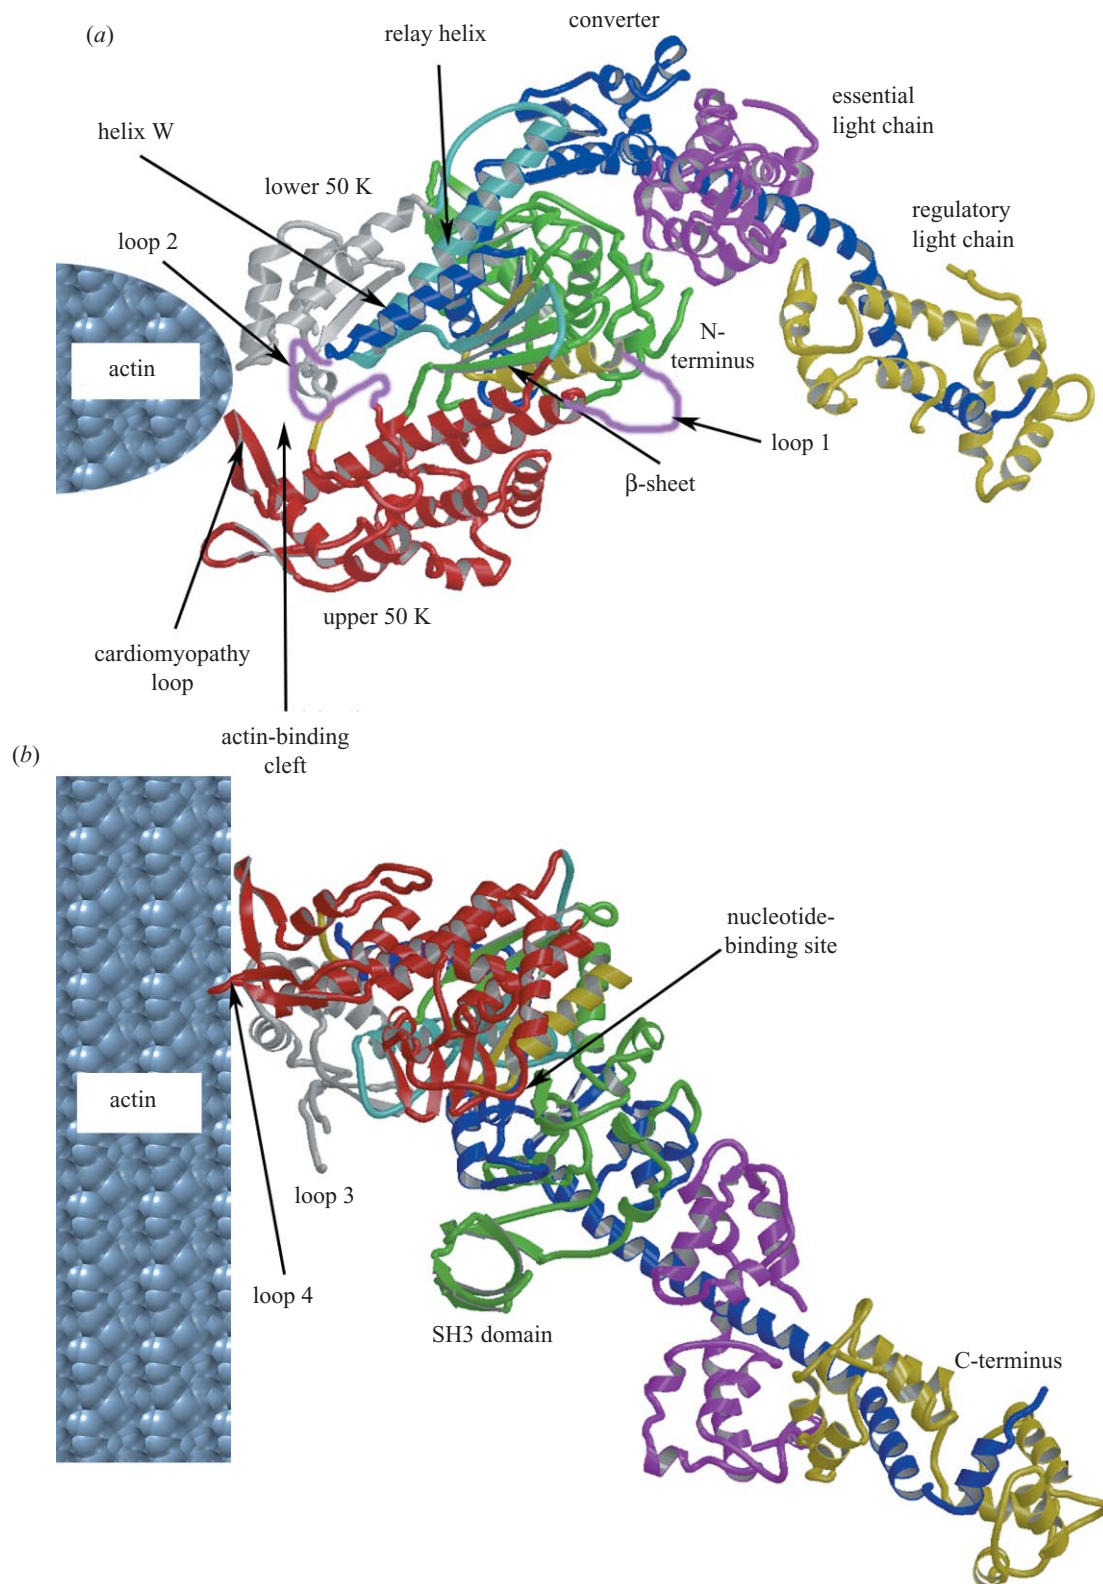 (a)
converter
relay helix
essential
light chain
helix W
lower 50 K
regulatory
light chain
loop 2
N-
terminus
actin
loop 1
β-sheet
upper 50 K
cardiomyopathy
loop
actin-binding
cleft
(b)
nucleotide-
binding site
actin
loop 3
loop 4
SH3 domain
C-terminus